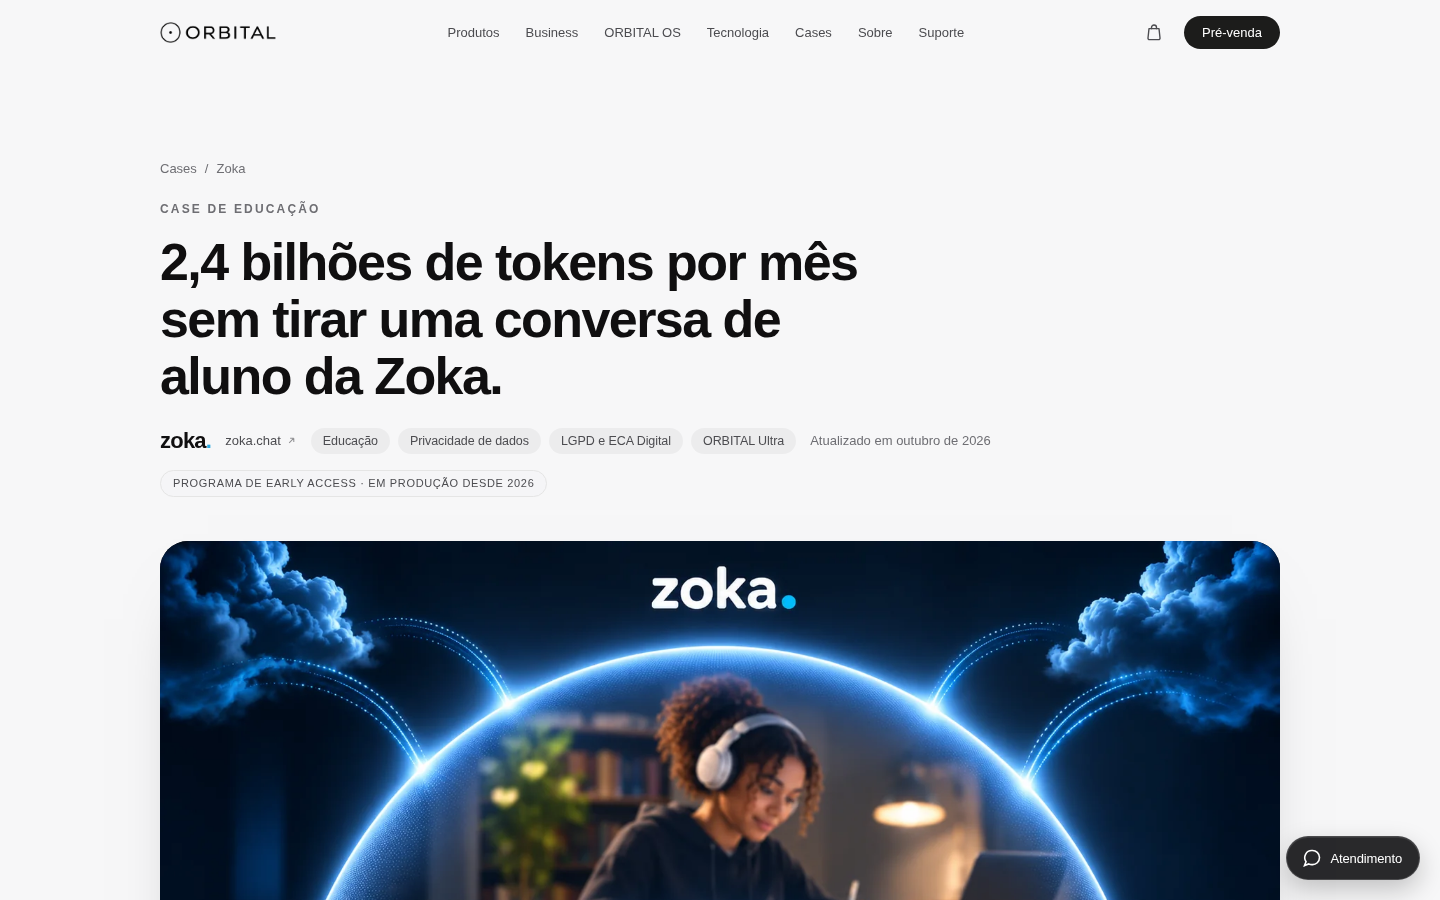 ORBITAL
Produtos Business ORBITAL OS Tecnologia Cases Sobre Suporte
Pré-venda
Cases / Zoka
CASE DE EDUCAÇÃO
2,4 bilhões de tokens por mês
sem tirar uma conversa de
aluno da Zoka.
zoka. zoka.chat Educação Privacidade de dados LGPD e ECA Digital ORBITAL Ultra Atualizado em outubro de 2026
PROGRAMA DE EARLY ACCESS · EM PRODUÇÃO DESDE 2026
zoka.
Atendimento